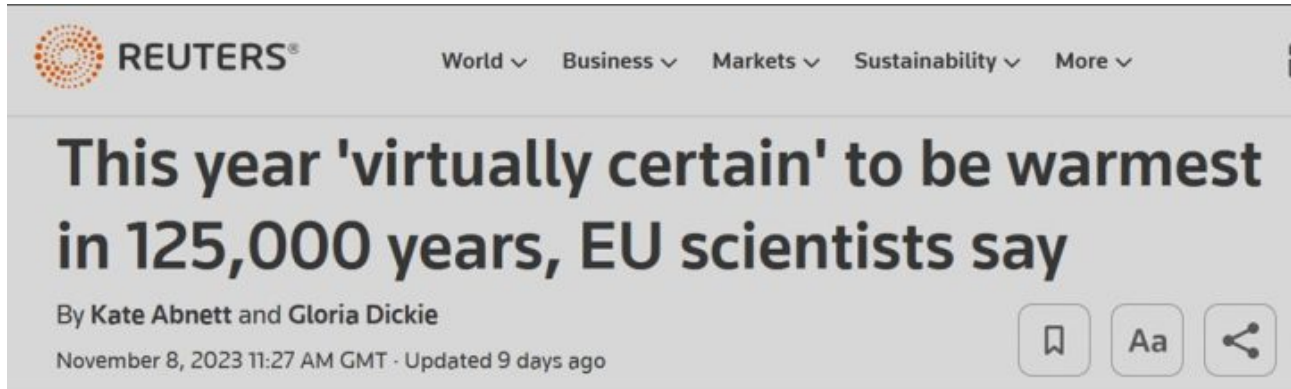 REUTERS®
World Business Markets Sustainability More
This year 'virtually certain' to be warmest
in 125,000 years, EU scientists say
By Kate Abnett and Gloria Dickie
November 8, 2023 11:27 AM GMT · Updated 9 days ago
Aa